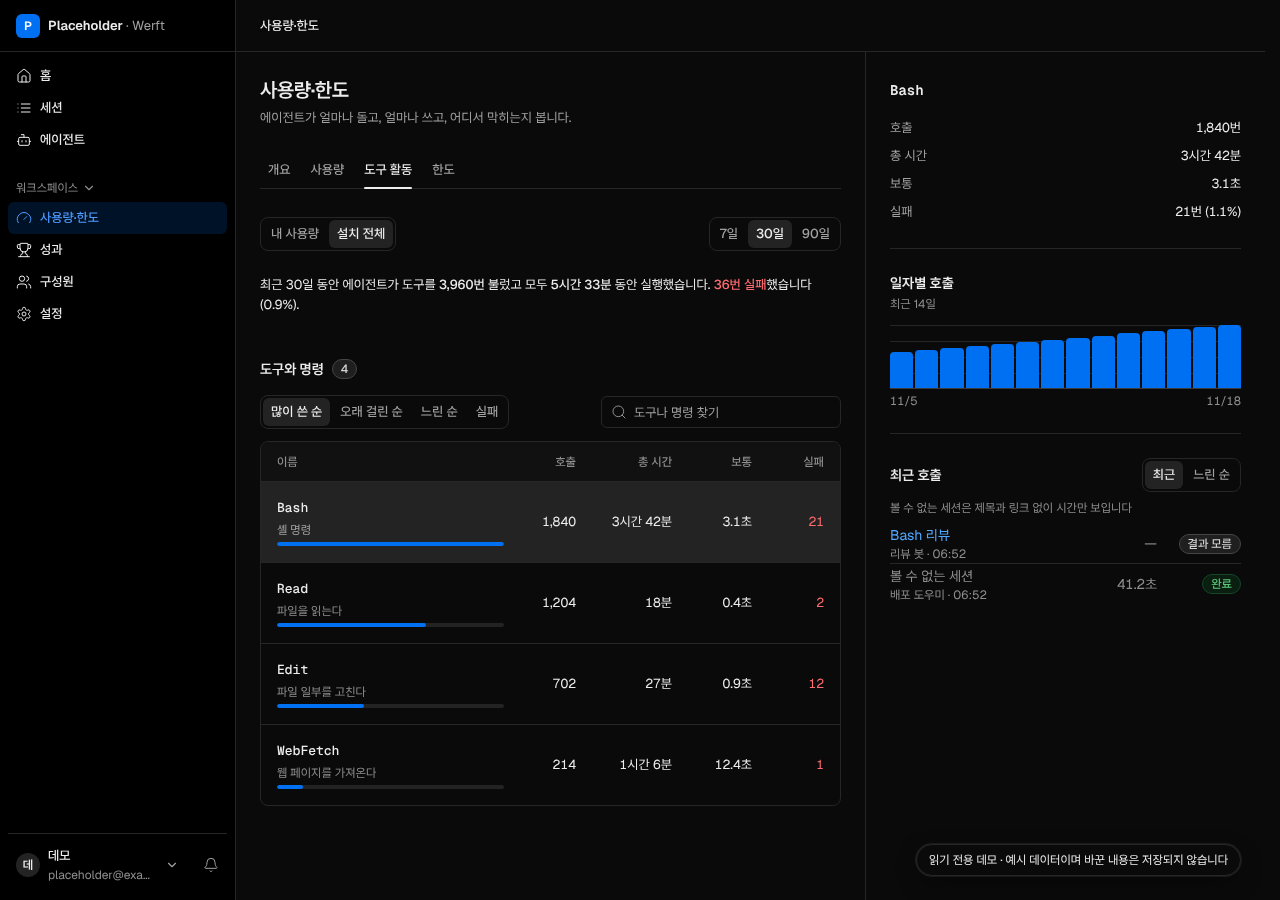 P Placeholder · Werft
홈
세션
에이전트
워크스페이스
사용량·한도
성과
구성원
설정
데 데모
placeholder@exa…
사용량·한도
사용량·한도
에이전트가 얼마나 돌고, 얼마나 쓰고, 어디서 막히는지 봅니다.
개요 사용량 도구 활동 한도
내 사용량 설치 전체 7일 30일 90일
최근 30일 동안 에이전트가 도구를 3,960번 불렀고 모두 5시간 33분 동안 실행했습니다. 36번 실패했습니다
(0.9%).
도구와 명령 4
많이 쓴 순 오래 걸린 순 느린 순 실패 도구나 명령 찾기
이름 호출 총 시간 보통 실패
Bash
셸 명령
1,840 3시간 42분 3.1초 21
Read
파일을 읽는다
1,204 18분 0.4초 2
Edit
파일 일부를 고친다
702 27분 0.9초 12
WebFetch
웹 페이지를 가져온다
214 1시간 6분 12.4초 1
Bash
호출 1,840번
총 시간 3시간 42분
보통 3.1초
실패 21번 (1.1%)
일자별 호출
최근 14일
11/5 11/18
최근 호출 최근 느린 순
볼 수 없는 세션은 제목과 링크 없이 시간만 보입니다
Bash 리뷰
리뷰 봇 · 06:52
— 결과 모름
볼 수 없는 세션
배포 도우미 · 06:52
41.2초 완료
읽기 전용 데모 · 예시 데이터이며 바꾼 내용은 저장되지 않습니다